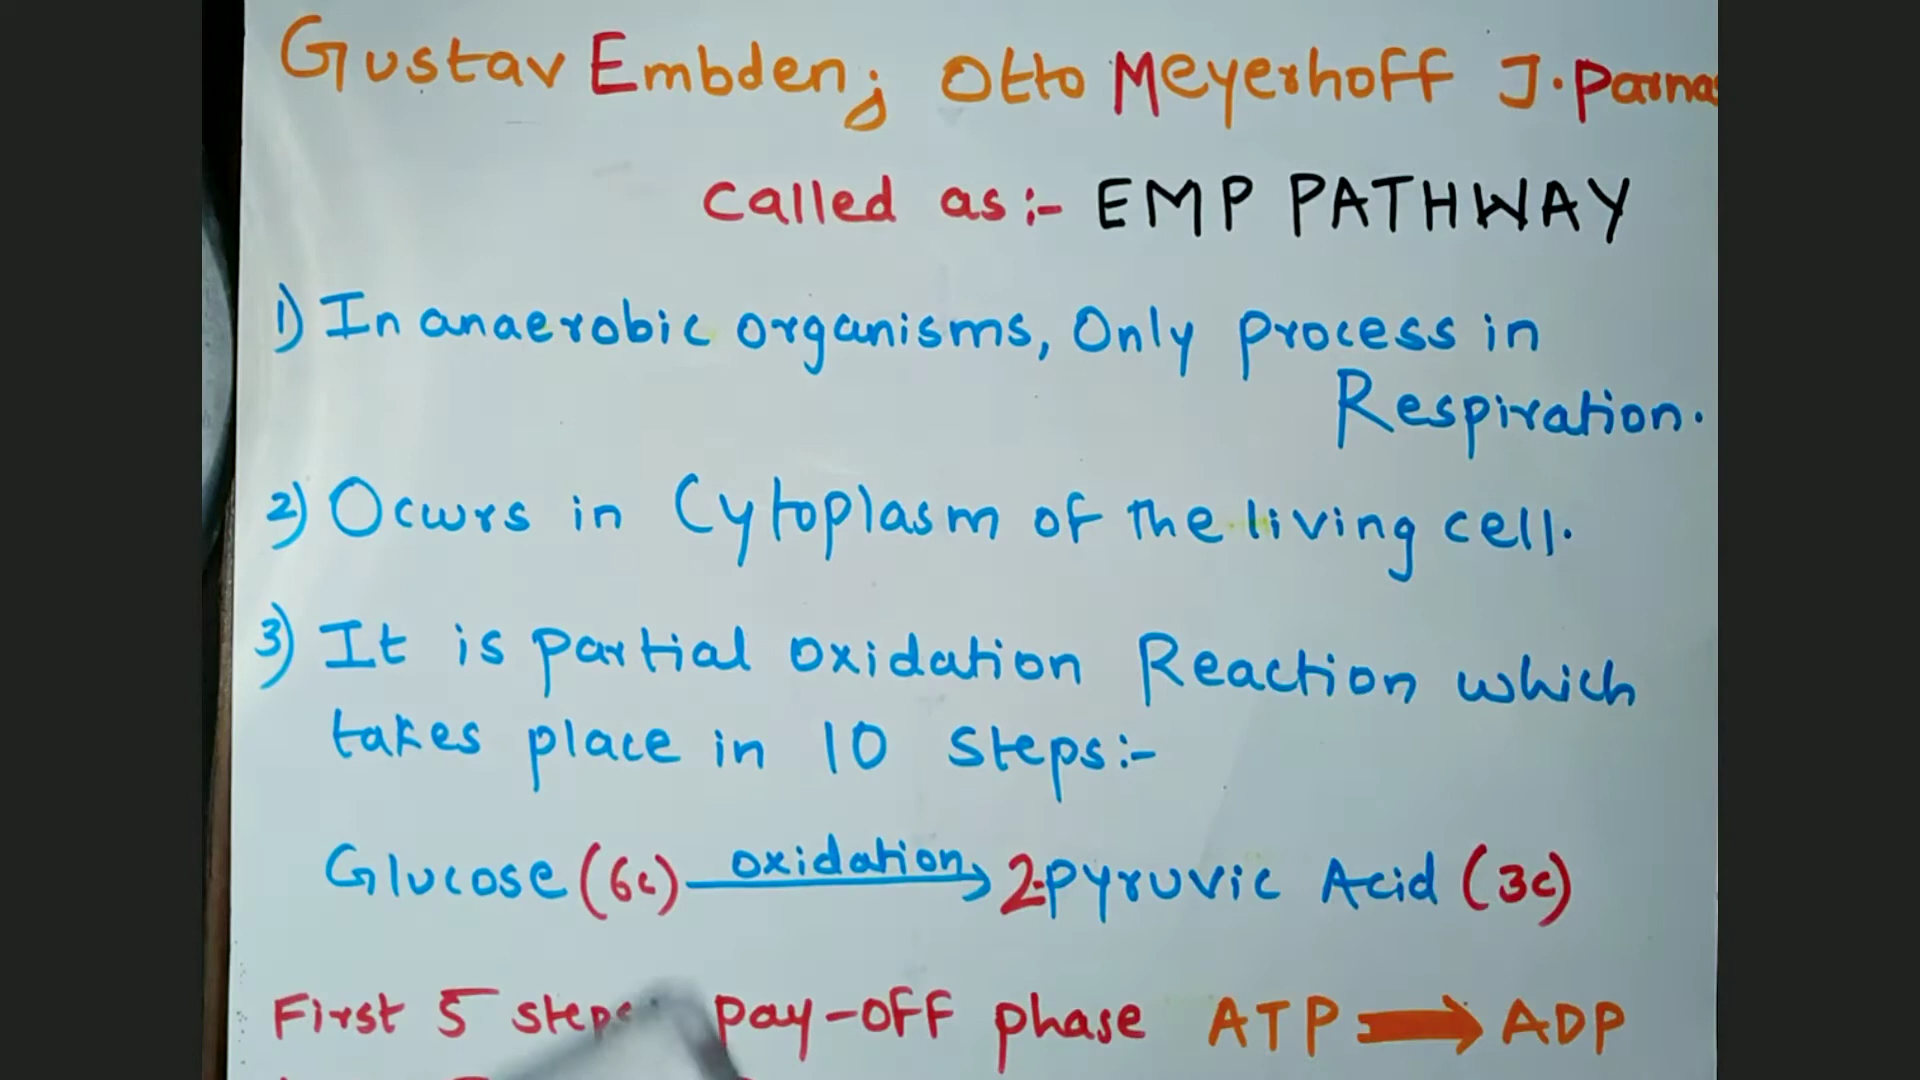 Gustav Embden; Otto Meyerhoff J. Parnas
called as:- EMP PATHWAY
1) In anaerobic organisms, Only process in
Respiration.
2) Occurs in Cytoplasm of the living cell.
3) It is partial oxidation Reaction which
takes place in 10 steps:-
Glucose (6c) oxidation 2-pyruvic Acid (3c)
First 5 steps pay-off phase ATP → ADP